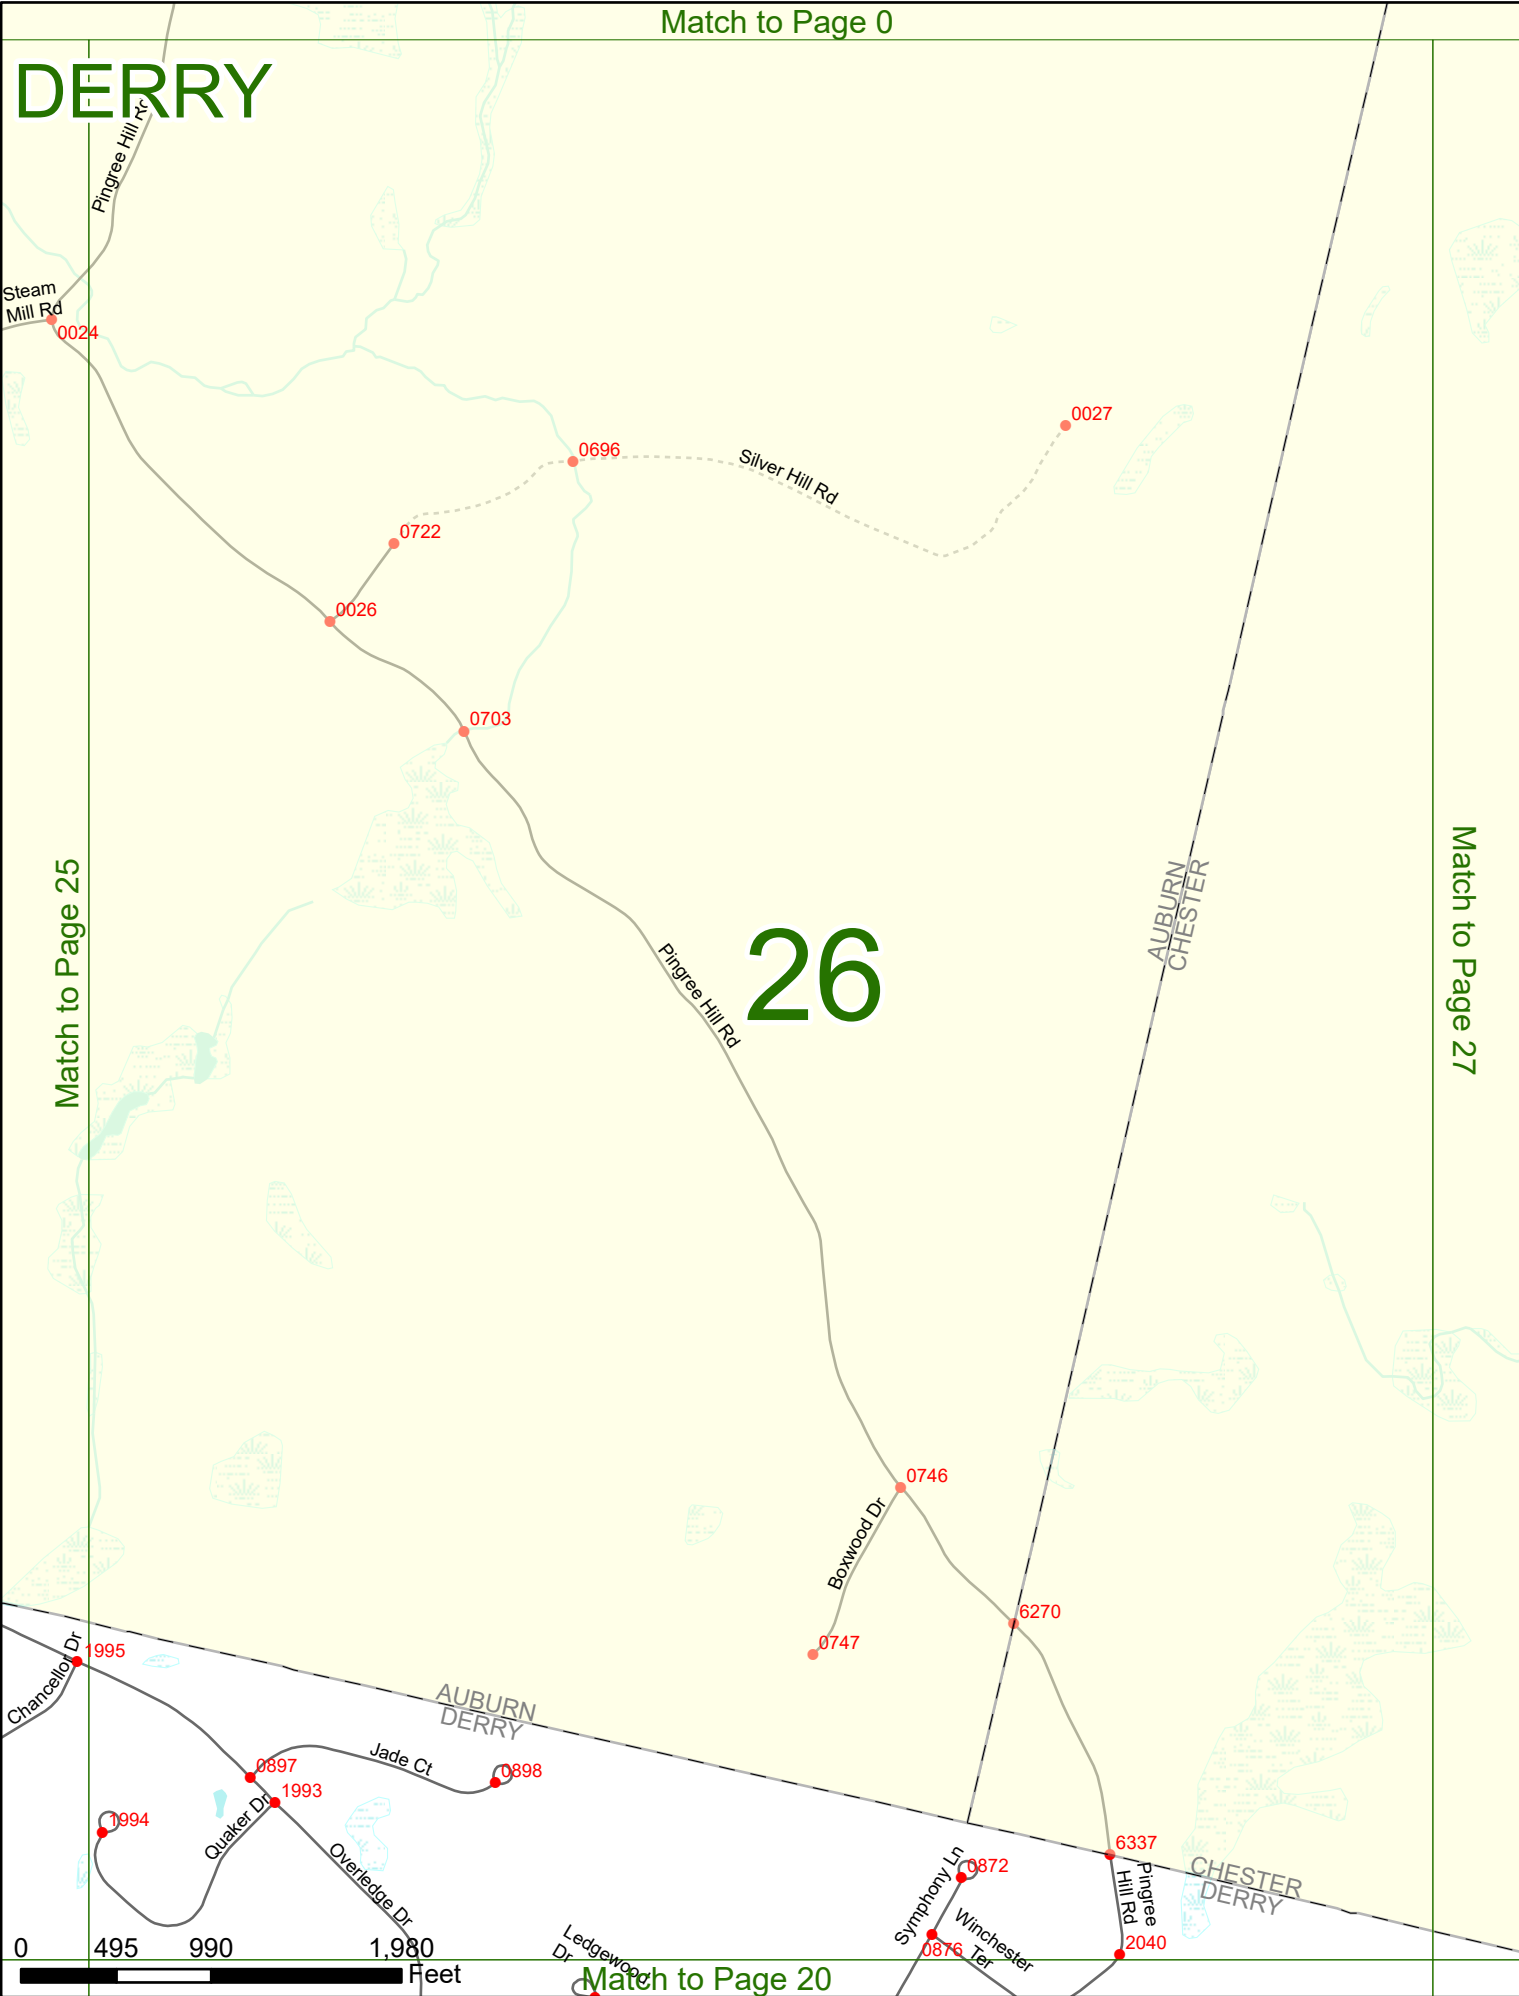 Match to Page 0
DERRY
Pingree Hill Rd
Steam
Mill Rd
0024
0027
0696
Silver Hill Rd
0722
0026
0703
Match to Page 25
26
AUBURN
CHESTER
Match to Page 27
Pingree Hill Rd
0746
Boxwood Dr
6270
0747
1995
Chancellor Dr
AUBURN
DERRY
Jade Ct
0897
0898
1993
1994
Quaker Dr
Overledge Dr
6337
Symphony Ln
0872
CHESTER
DERRY
Pingree
Hill Rd
0876
Winchester
Ter
2040
Ledgewood
Dr
0 495 990 1,980
Feet
Match to Page 20